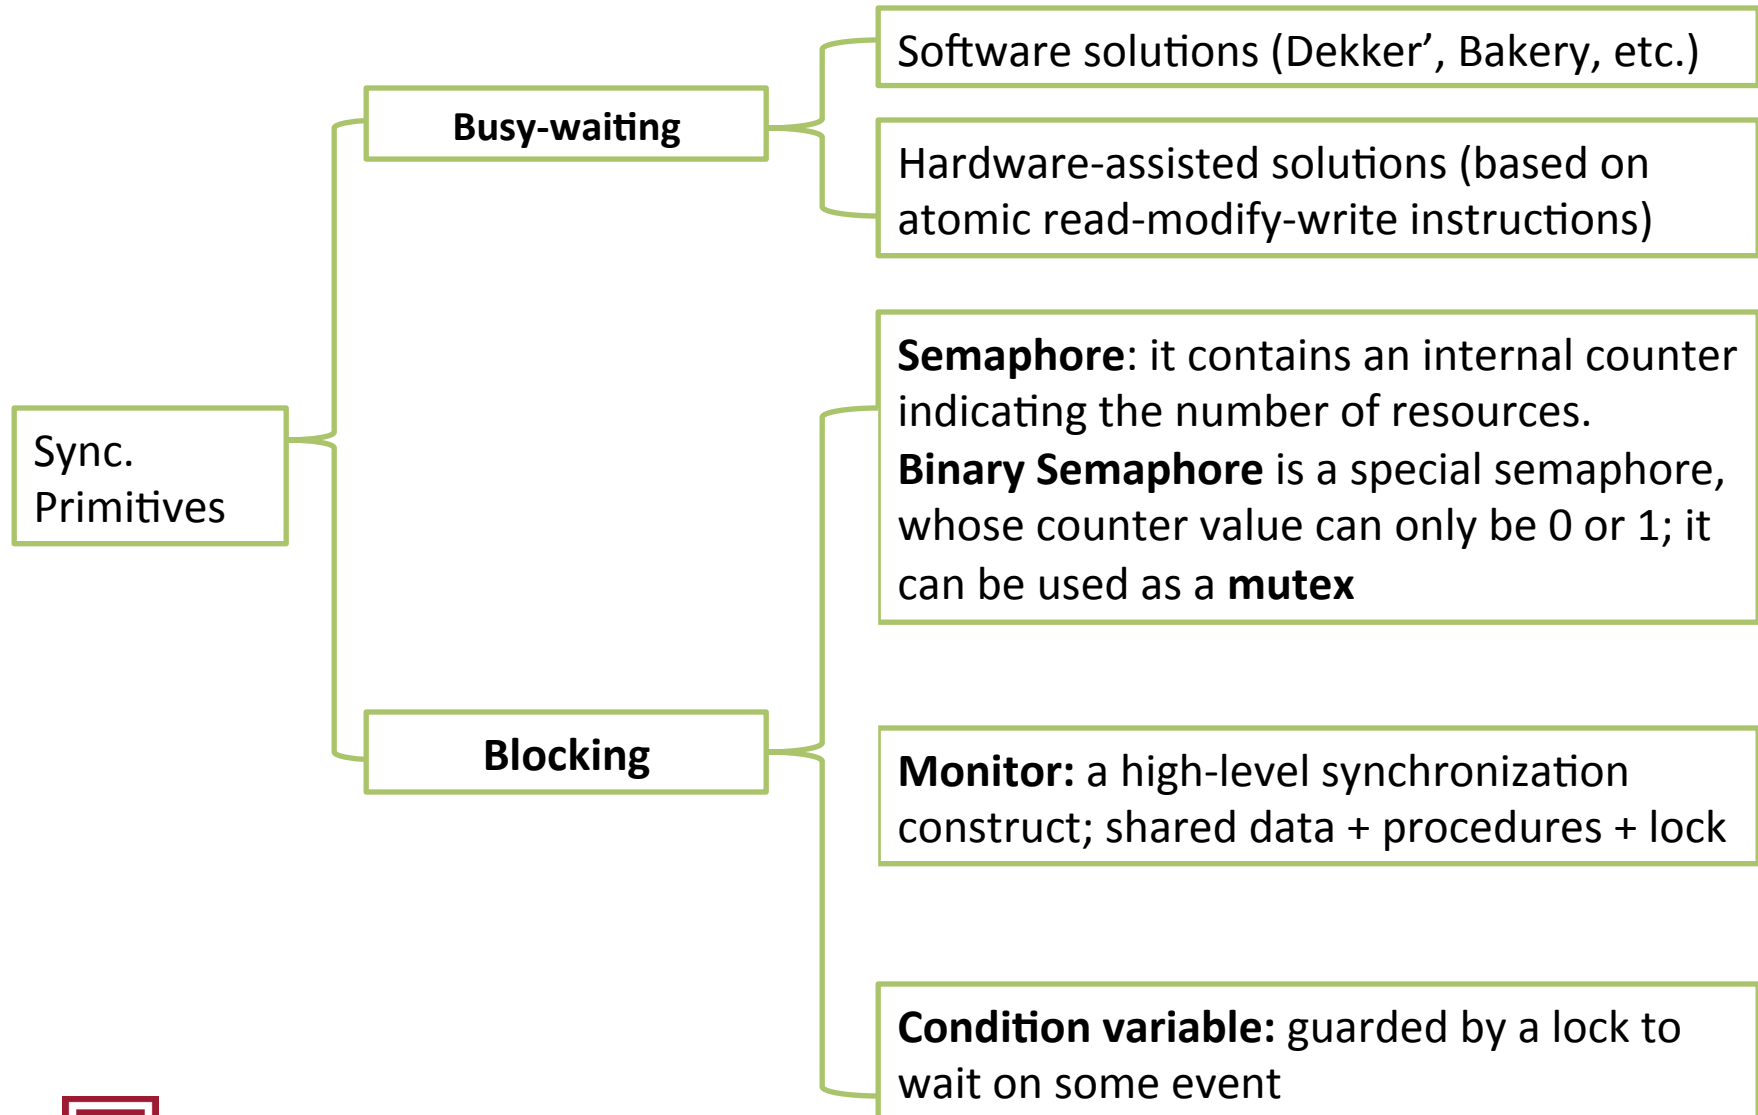 Software solutions (Dekker’, Bakery, etc.)
Busy-waiting
Hardware-assisted solutions (based on
atomic read-modify-write instructions)
Semaphore: it contains an internal counter
indicating the number of resources.
Binary Semaphore is a special semaphore,
whose counter value can only be 0 or 1; it
can be used as a mutex
Sync.
Primitives
Blocking
Monitor: a high-level synchronization
construct; shared data + procedures + lock
Condition variable: guarded by a lock to
wait on some event